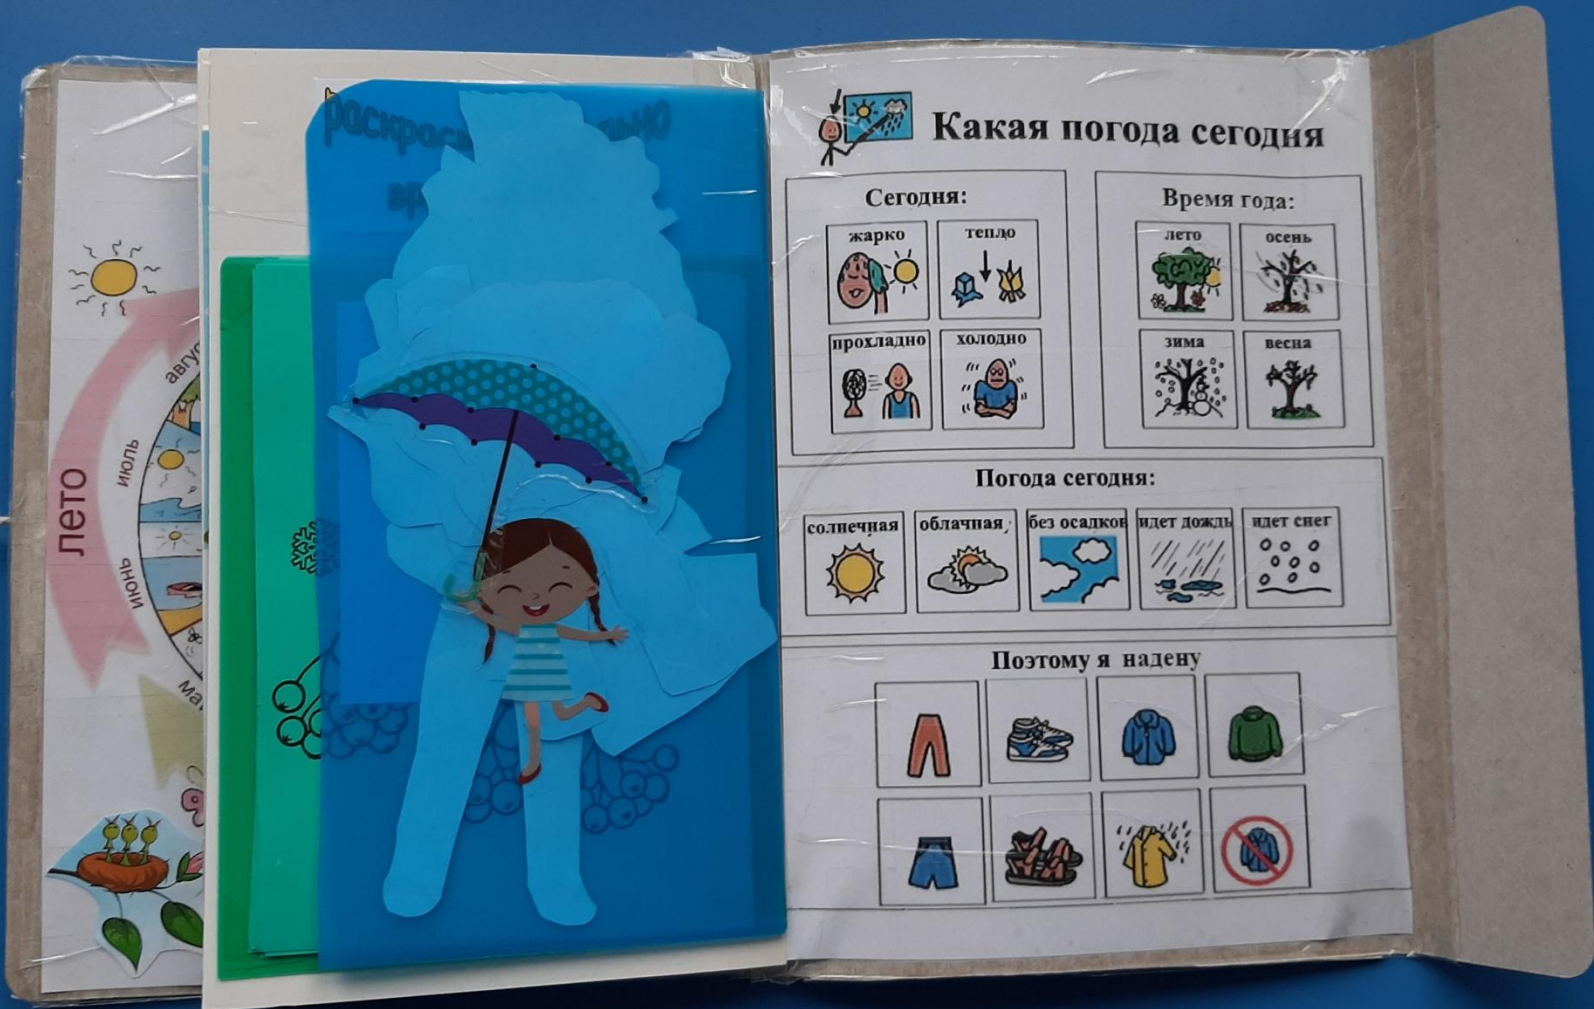 август
июль
июнь
лето
Какая погода сегодня
Сегодня:
жарко
тепло
прохладно
холодно
Время года:
лето
осень
зима
весна
Погода сегодня:
солнечная
облачная
без осадков
идет дождь
идет снег
Поэтому я надену